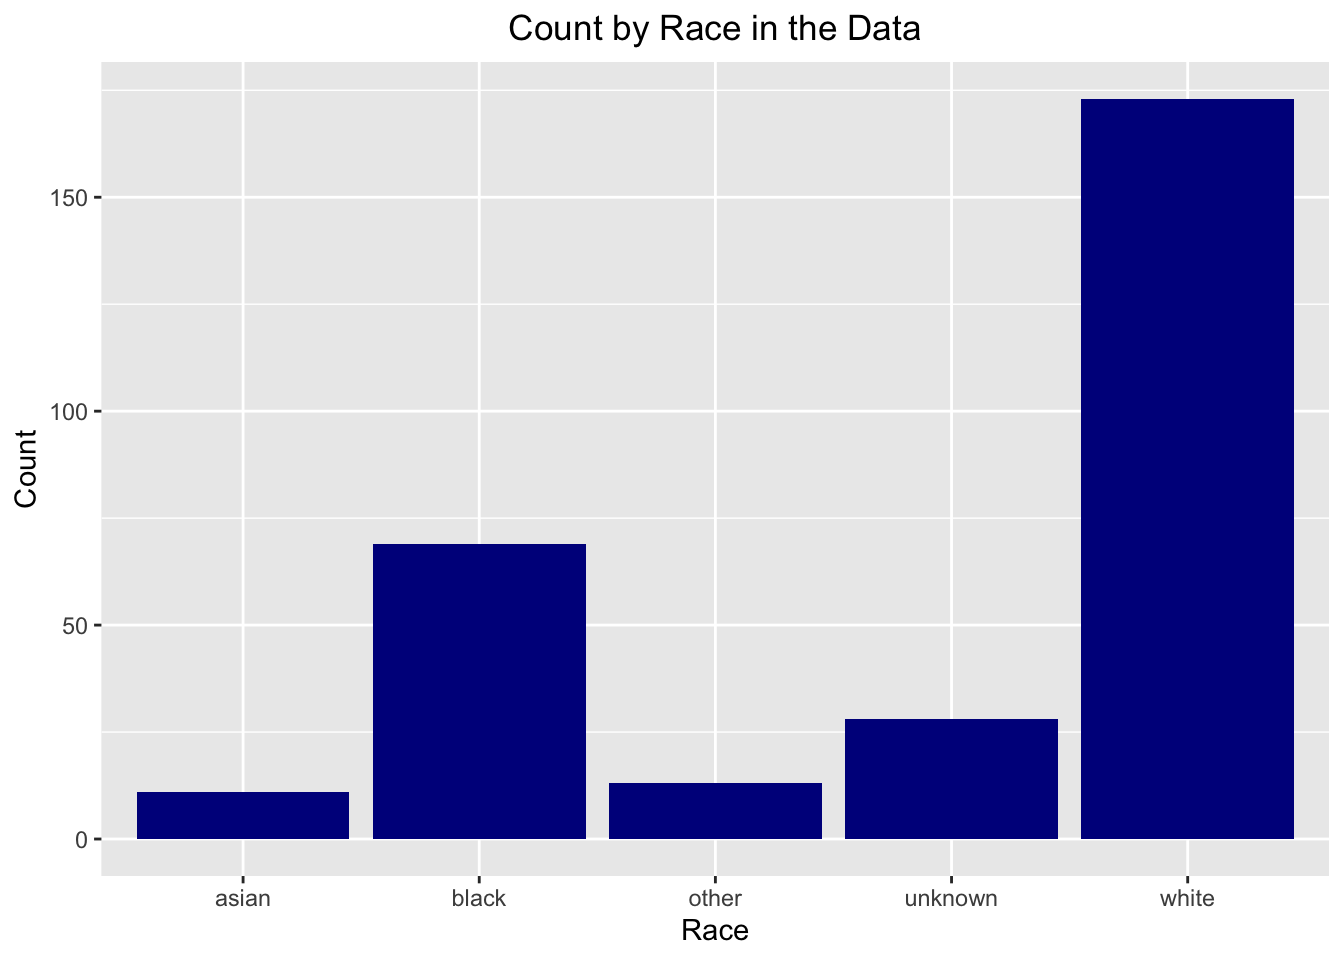 Count by Race in the Data
Count
150
100
50
0
asian black other unknown white
Race